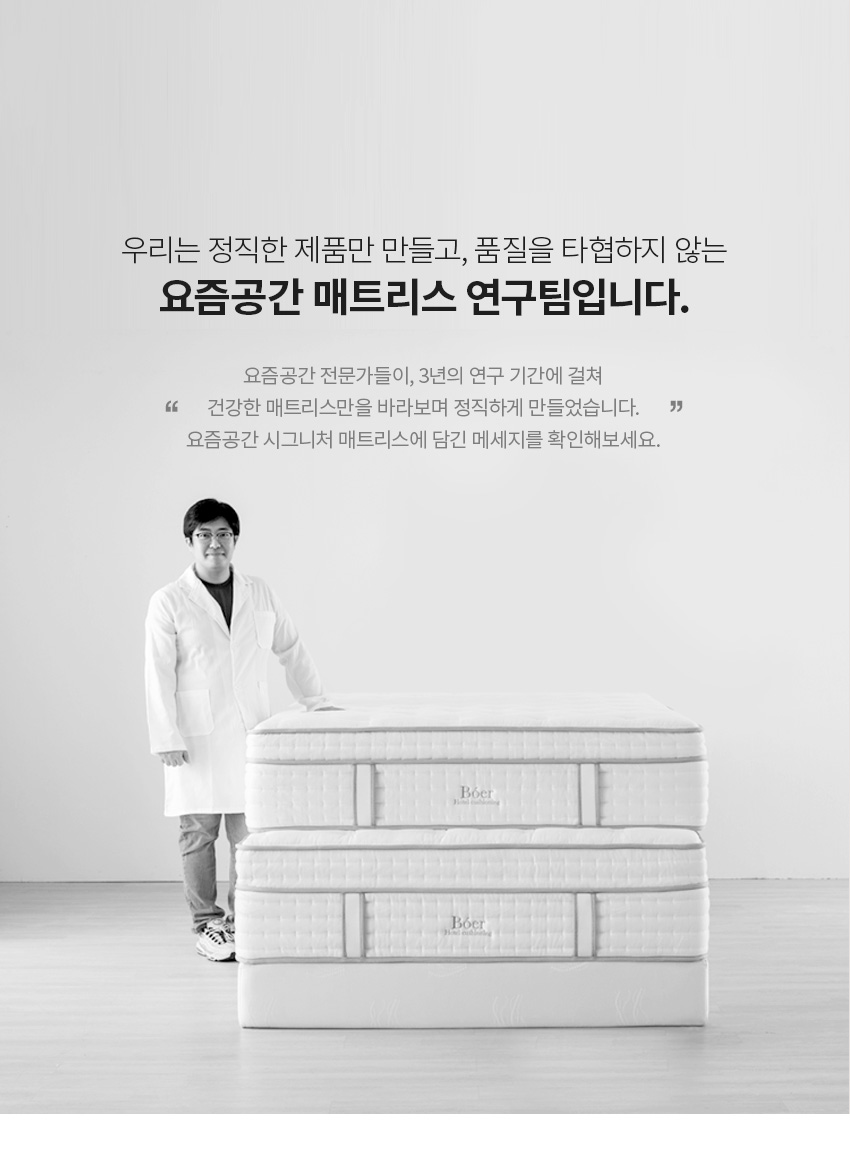 우리는 정직한 제품만 만들고, 품질을 타협하지 않는
요즘공간 매트리스 연구팀입니다.
요즘공간 전문가들이, 3년의 연구 기간에 걸쳐
“ 건강한 매트리스만을 바라보며 정직하게 만들었습니다. ”
요즘공간 시그니처 매트리스에 담긴 메세지를 확인해보세요.
Bóer
Bóer